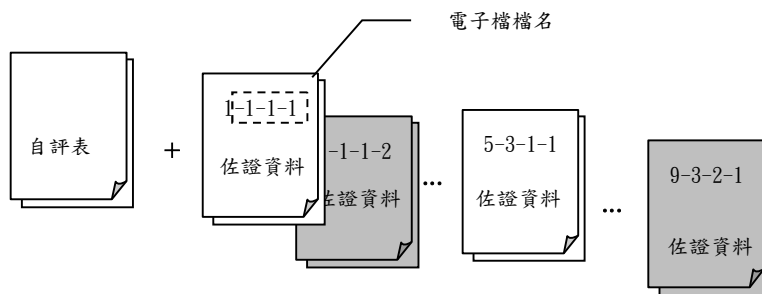 電子檔檔名
自評表
+
1-1-1-1
佐證資料
-1-1-2
佐證資料
...
5-3-1-1
佐證資料
...
9-3-2-1
佐證資料